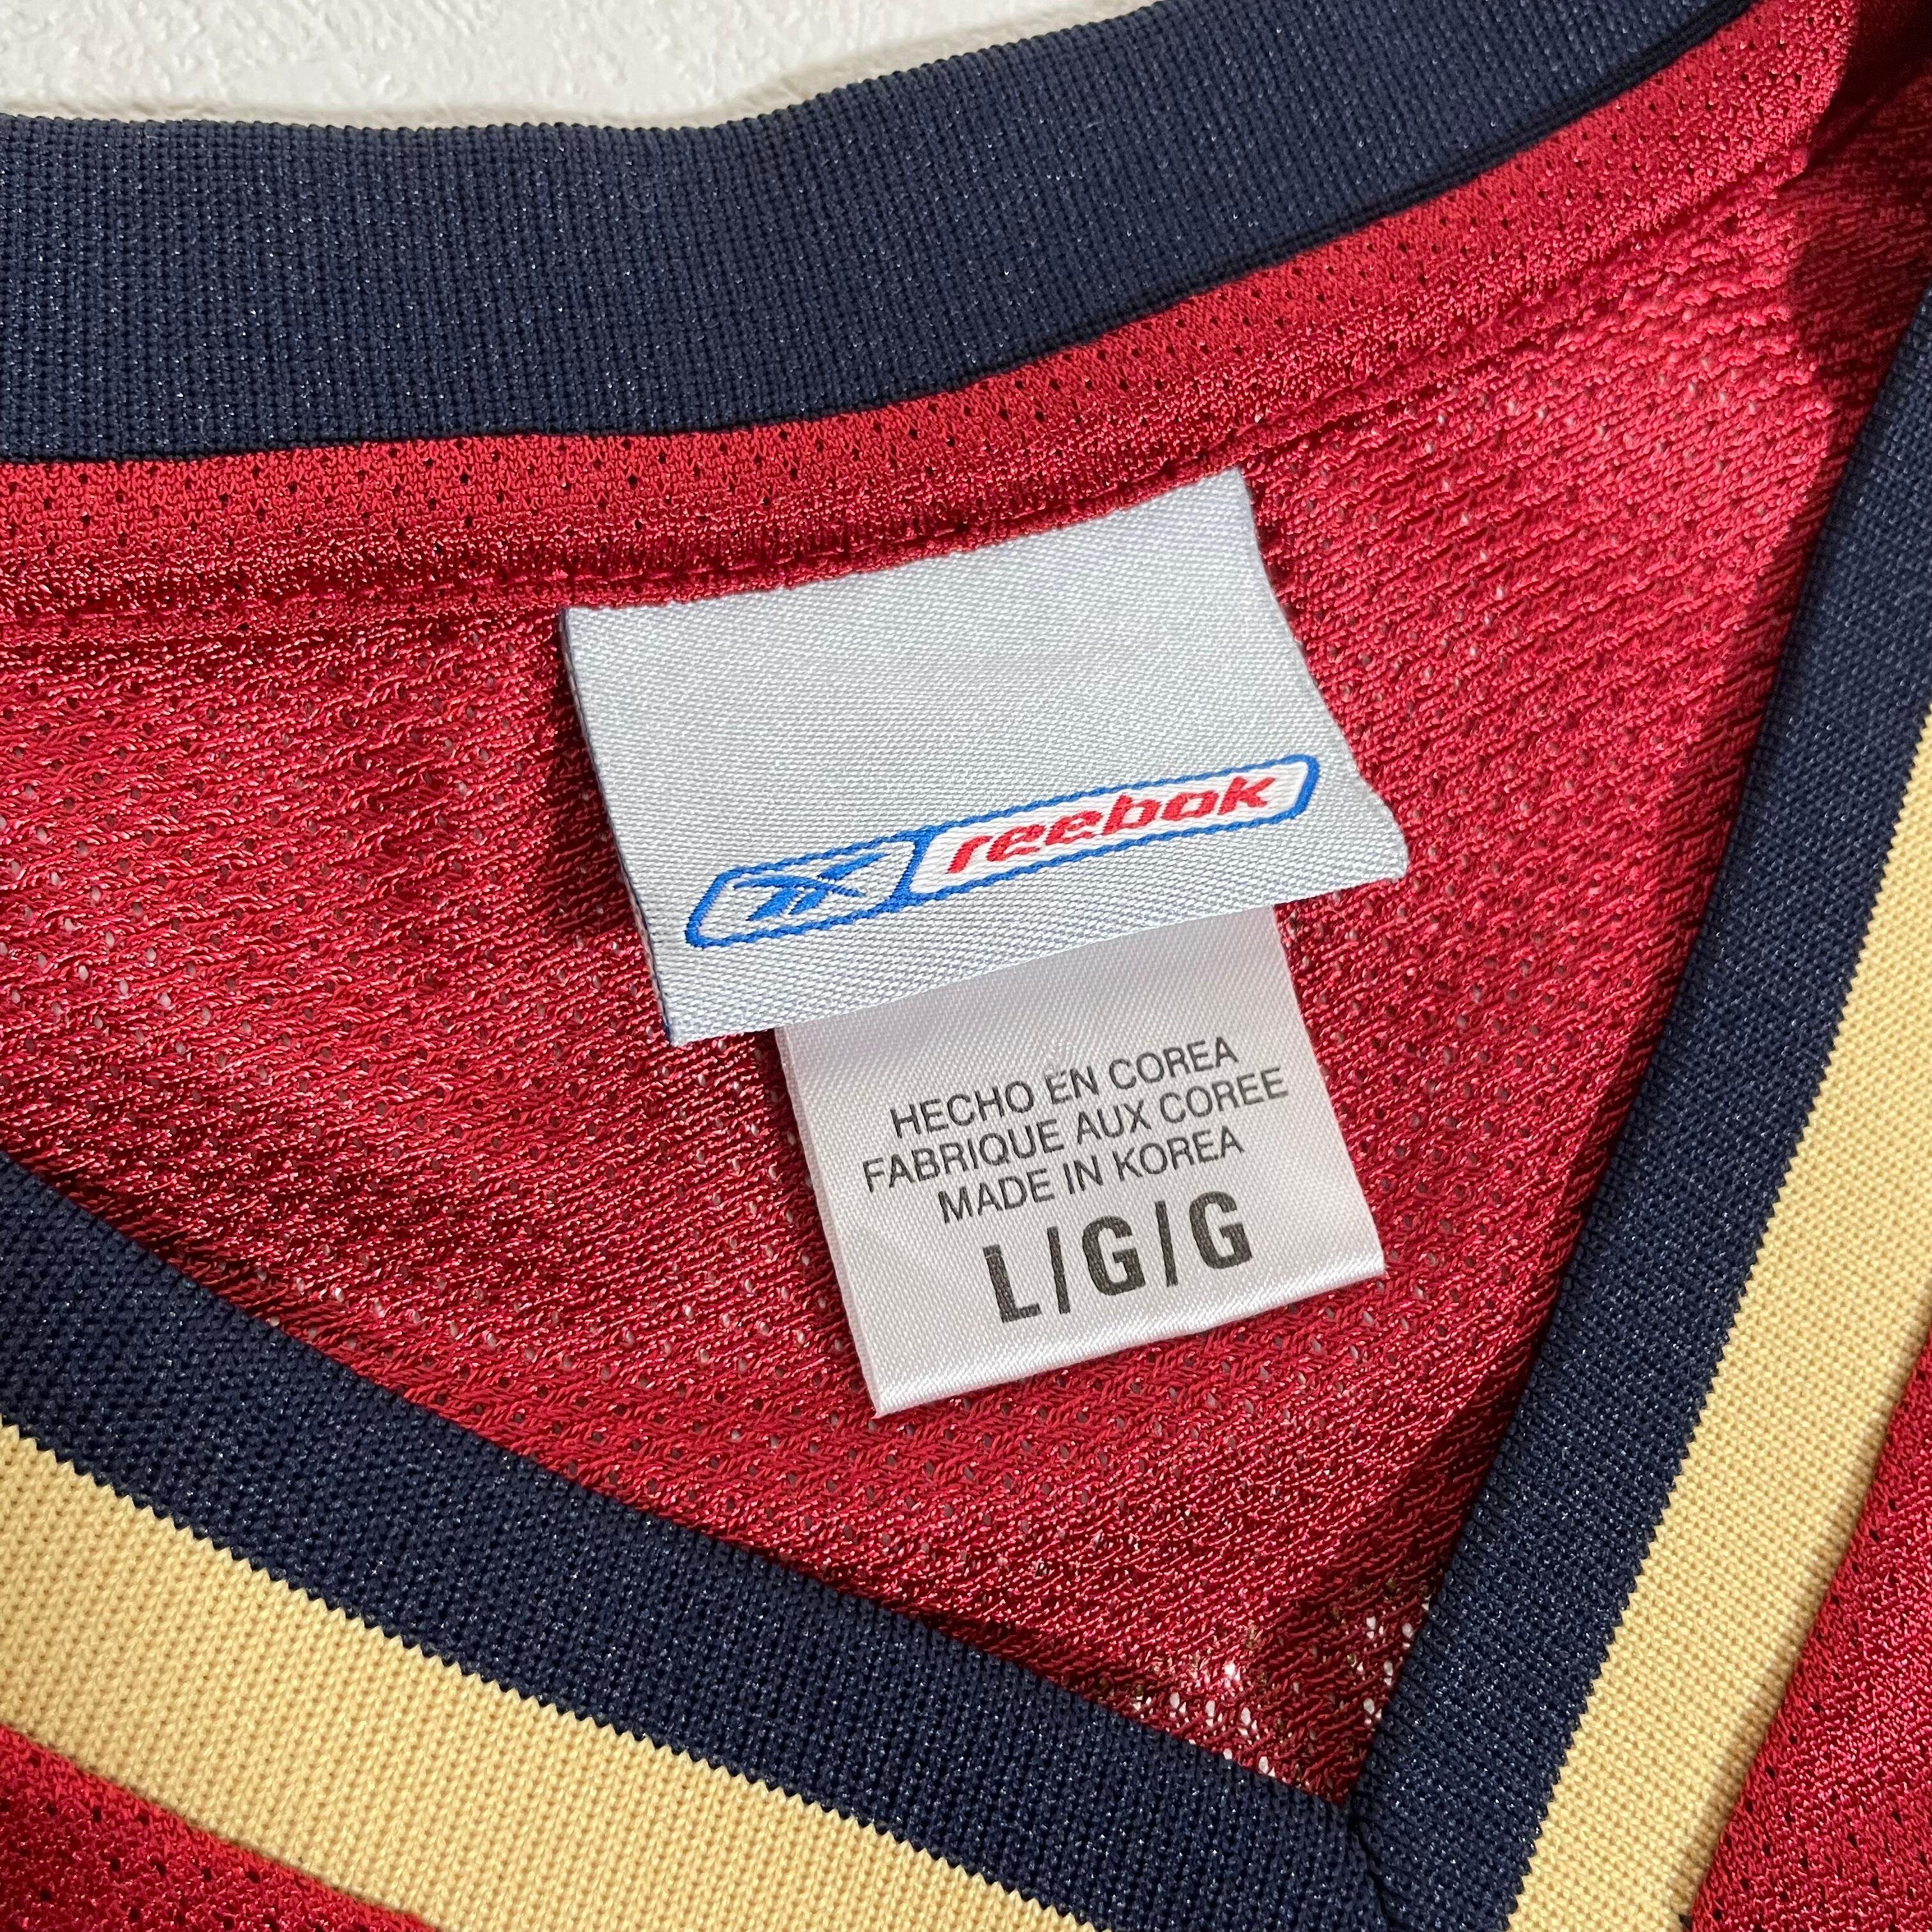 reebok
HECHO EN COREA
FABRIQUE AUX COREE
MADE IN KOREA
L/G/G